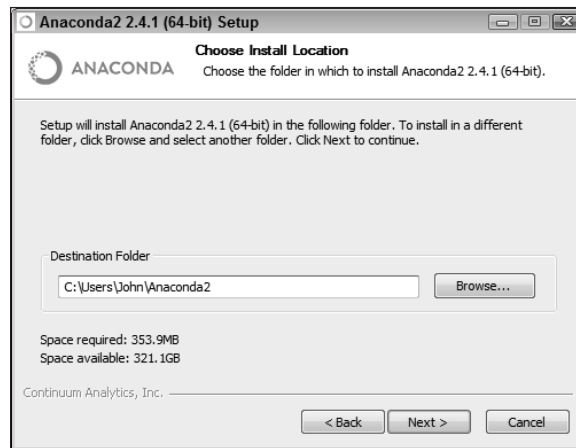 Anaconda2 2.4.1 (64-bit) Setup
ANACONDA
Choose Install Location
Choose the folder in which to install Anaconda2 2.4.1 (64-bit).
Setup will install Anaconda2 2.4.1 (64-bit) in the following folder. To install in a different
folder, click Browse and select another folder. Click Next to continue.
Destination Folder
C:\Users\John\Anaconda2
Browse...
Space required: 353.9MB
Space available: 321.1GB
Continuum Analytics, Inc.
< Back
Next >
Cancel